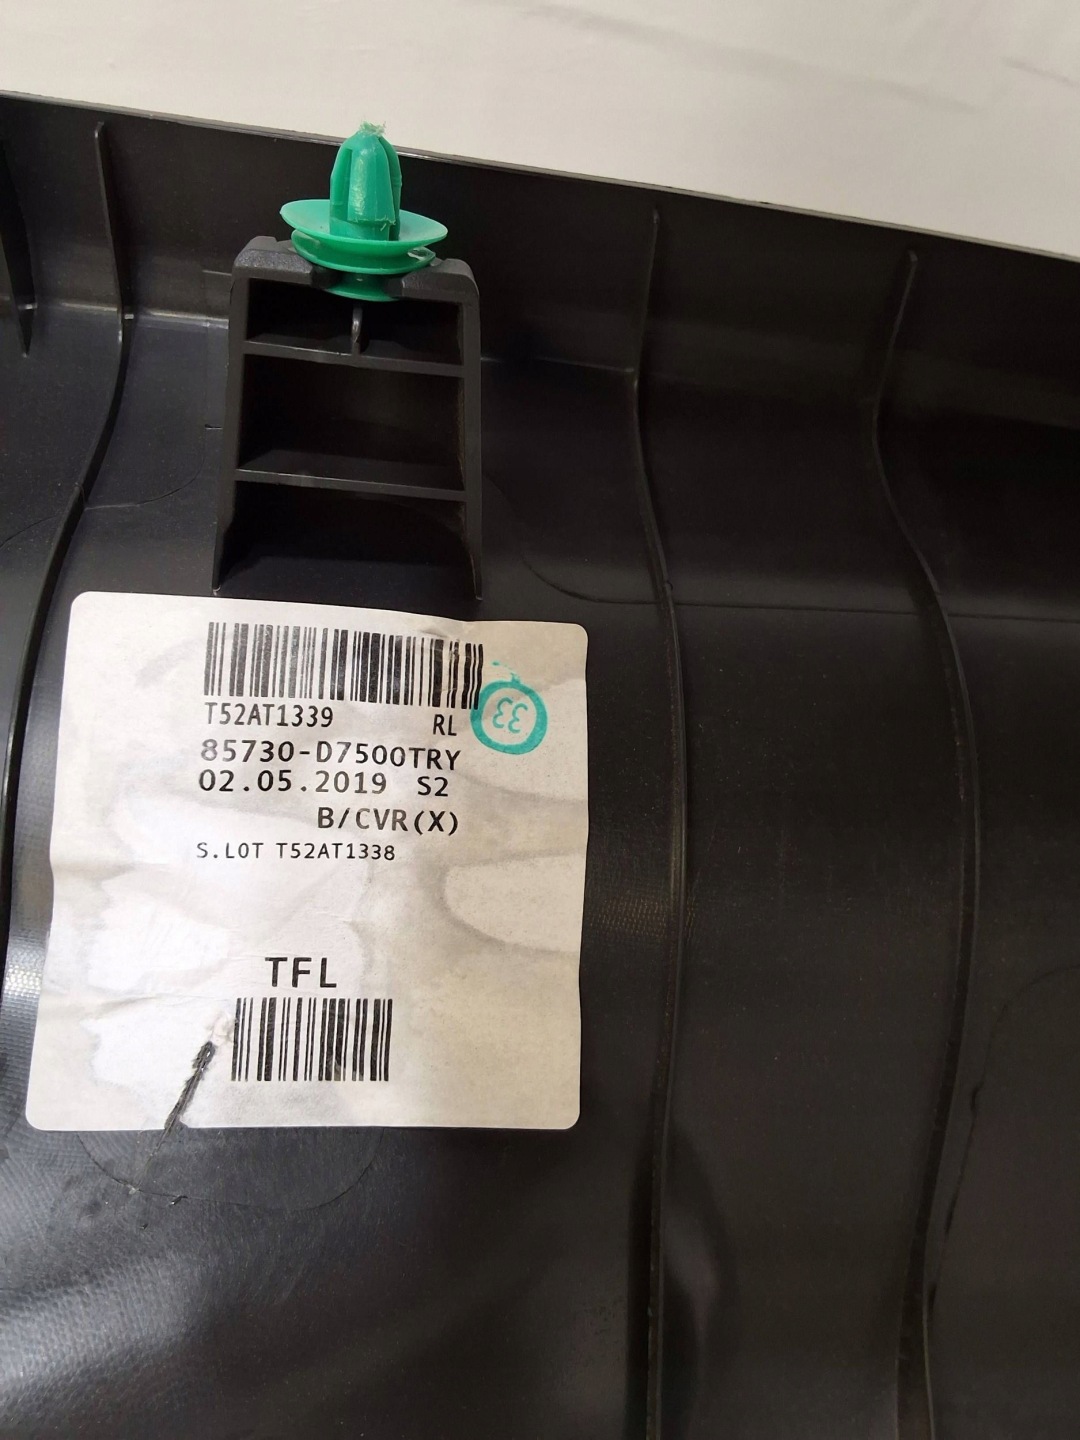 T52AT1339 RL
33
85730-D7500TRY
02.05.2019 S2
B/CVR(X)
S.LOT T52AT1338
TFL